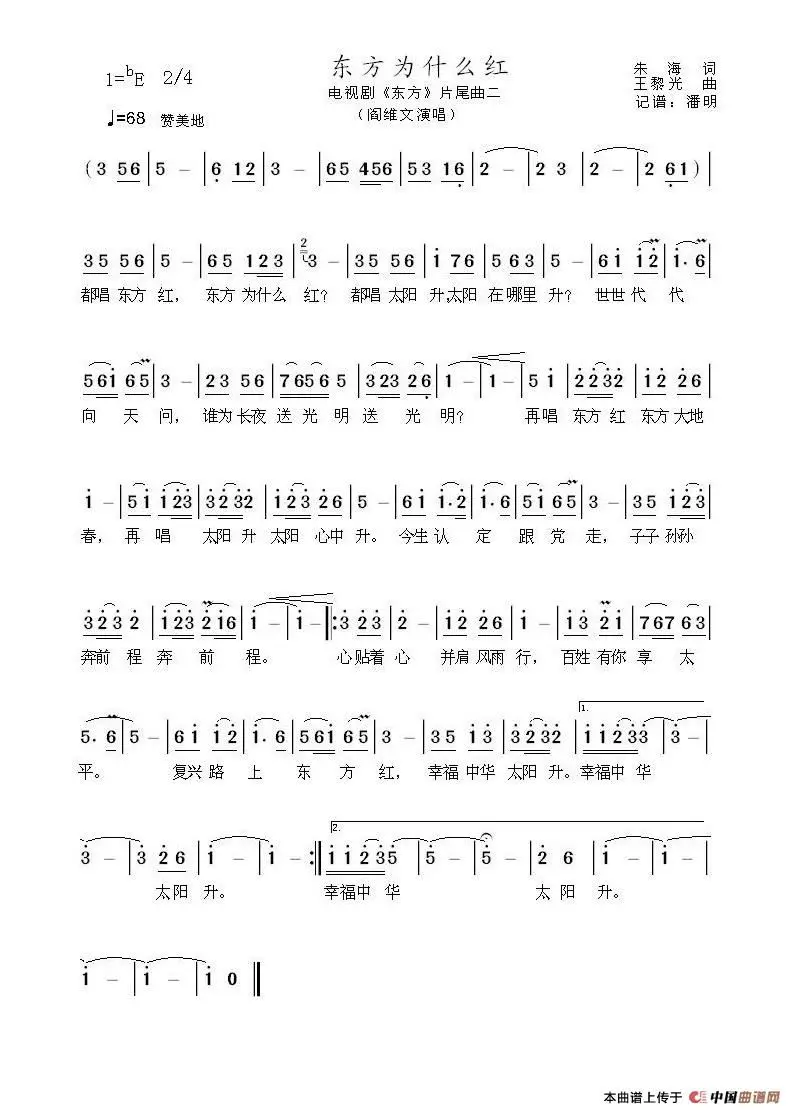 东方为什么红
电视剧《东方》片尾曲二
（阎维文演唱）
朱海词
王黎光曲
记谱：潘明
1=bE 2/4
♩=68 赞美地
（3 56 | 5 – | 6 12 | 3 – | 65 456 | 53 16 | 2 – | 2 3 | 2 – | 2 61）|
35 56 | 5 – | 65 123 | 2 3 – | 35 56 | i 76 | 5 63 | 5 – | 6i i2 | i· 6 |
都唱 东方 红， 东方 为什么 红？ 都唱 太阳 升,太阳 在哪里 升？ 世世 代 代
56i 65 | 3 – | 23 56 | 7656 5 | 323 26 | 1 – | 1 – | 5 i | 2232 | i2 26 |
向 天 问， 谁为 长夜 送 光 明 送 光 明？ 再唱 东方 红 东方 大地
i – | 5i i23 | 3232 | i23 26 | 5 – | 6i i·2 | i· 6 | 5i 65 | 3 – | 35 i23 |
春， 再 唱 太阳 升 太阳 心中 升。 今生 认 定 跟 党 走， 子子 孙孙
323 2 | i23 2i6 | i – | i – |: 3 23 | 2 – | i2 26 | i – | i3 2i | 767 63 |
奔前 程 奔 前 程。 心 贴着 心 并肩 风雨 行， 百姓 有你 享 太
5· 6 | 5 – | 6i i2 | i· 6 | 56i 65 | 3 – | 35 i3 | 3232 | 1. ii233 | 3 – |
平。 复兴 路 上 东 方 红， 幸福 中华 太阳 升。幸福中 华
3 – | 3 26 | i – | i – :| 2. ii235 | 5 – | 5 – | 2 6 | i – | i – |
太阳 升。 幸福中 华 太 阳 升。
i – | i – | i 0 ‖
本曲谱上传于 中国曲谱网